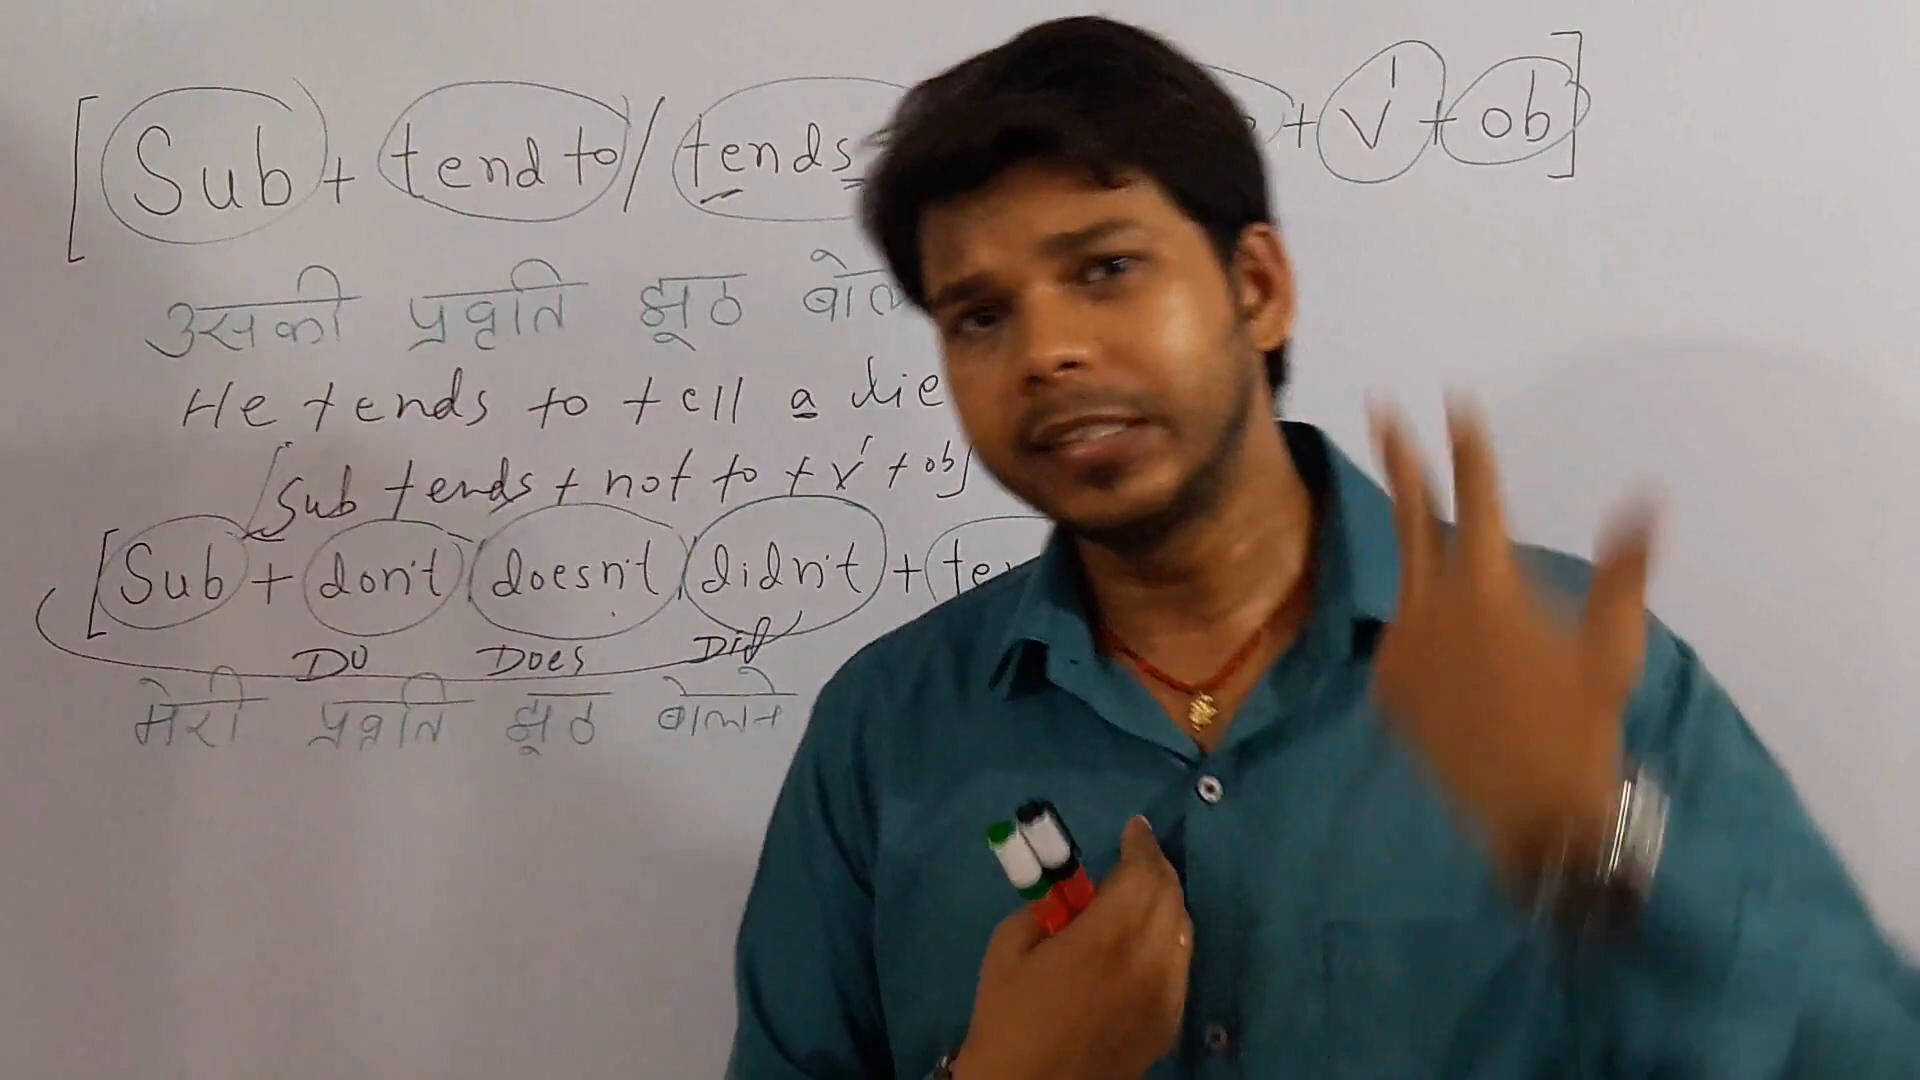 [Sub + tend to / tends + V¹ + ob]
उसकी प्रवृति झूठ बोल
He tends to tell a lie
[Sub tends + not to + V¹ + ob]
[Sub + don't / doesn't / didn't + te
Do Does Did
मेरी प्रवृति झूठ बोलने